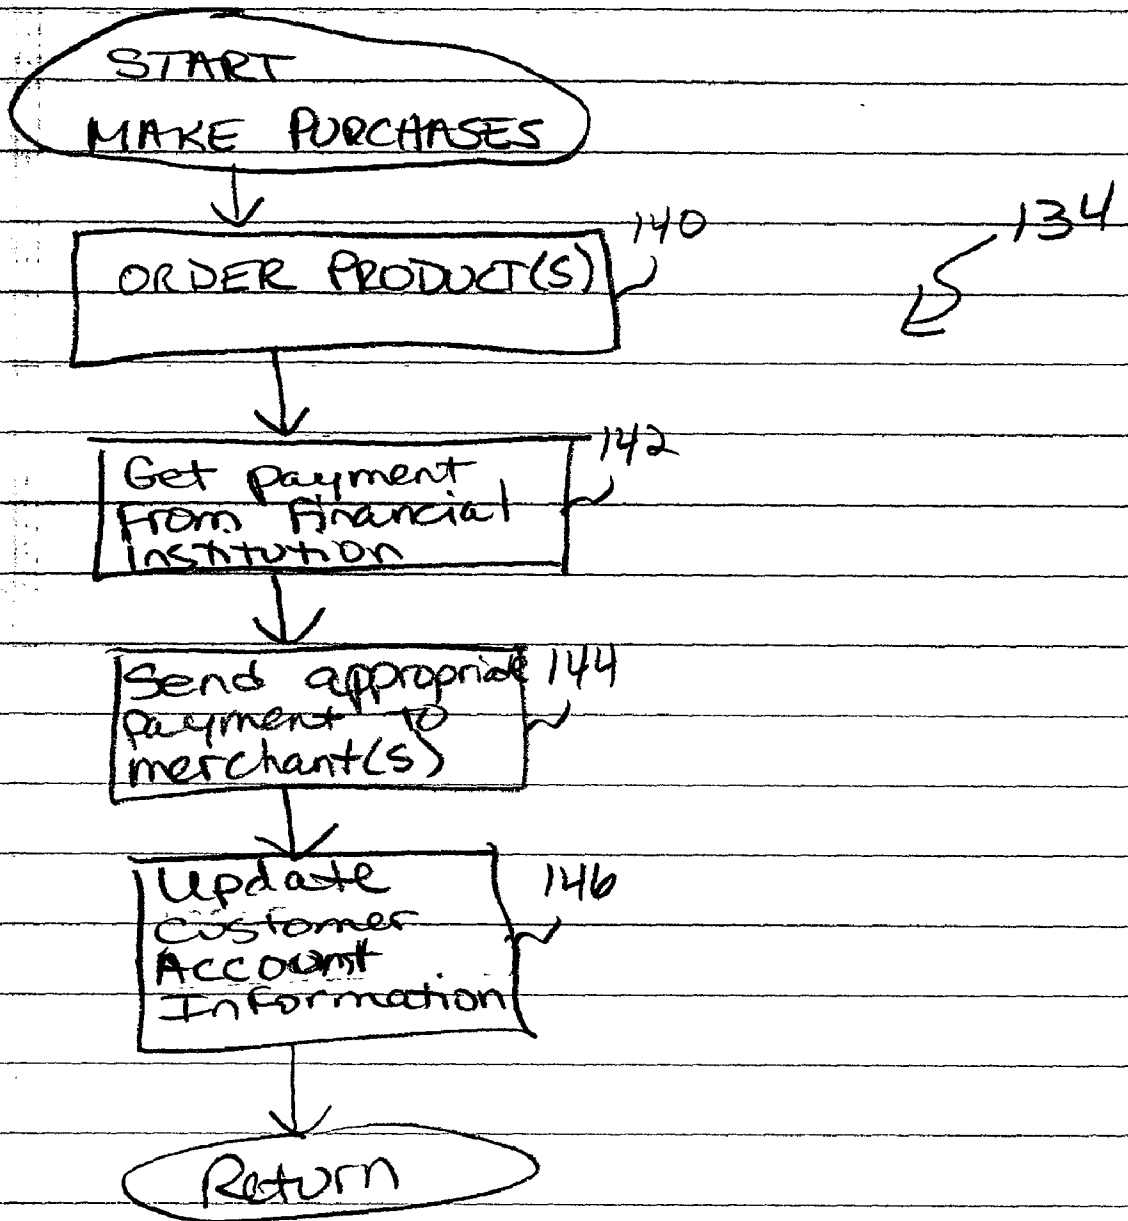 START
MAKE PURCHASES
140
134
ORDER PRODUCT(S)
142
Get payment
From Financial
institution
144
Send appropriate
payment to
merchant(s)
146
Update
customer
Account
Information
Return